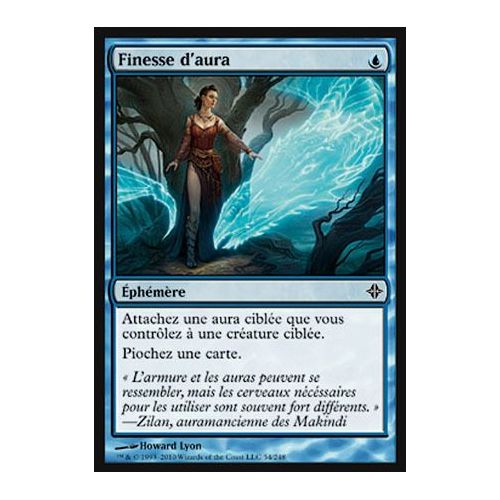 Finesse d'aura
Éphémère
Attachez une aura ciblée que vous
contrôlez à une créature ciblée.
Piochez une carte.
« L'armure et les auras peuvent se
ressembler, mais les cerveaux nécéssaires
pour les utiliser sont souvent fort différents. »
—Zilan, auramancienne des Makindi
Howard Lyon
™ & © 1993–2010 Wizards of the Coast LLC 54/248